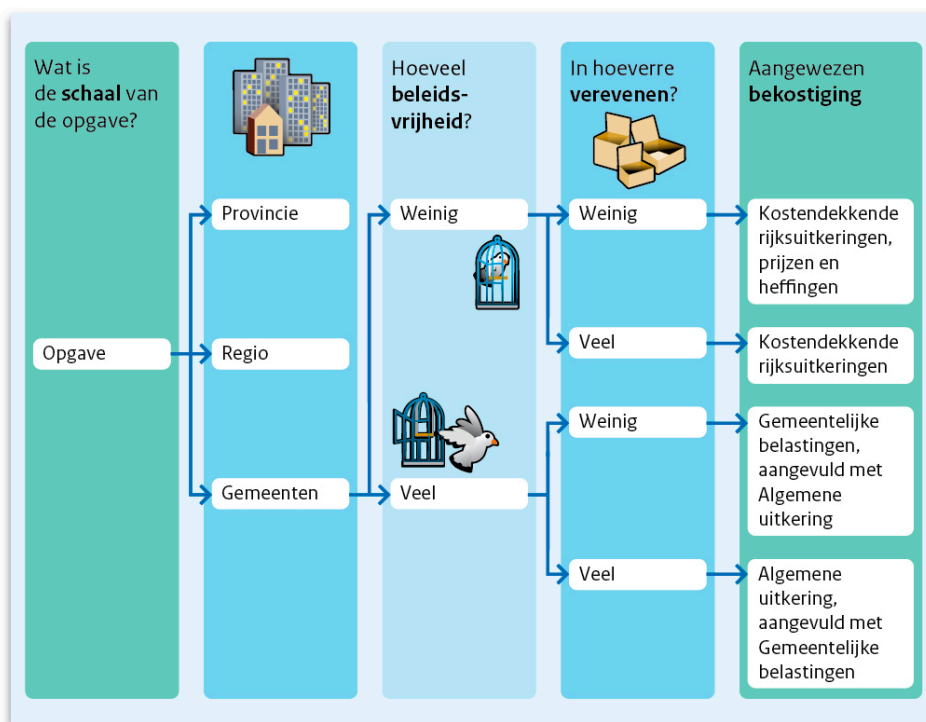 Wat is
de schaal van
de opgave?
Hoeveel
beleids-
vrijheid?
In hoeverre
verevenen?
Aangewezen
bekostiging
Opgave
Provincie
Regio
Gemeenten
Weinig
Veel
Weinig
Veel
Weinig
Veel
Kostendekkende
rijksuitkeringen,
prijzen en
heffingen
Kostendekkende
rijksuitkeringen
Gemeentelijke
belastingen,
aangevuld met
Algemene
uitkering
Algemene
uitkering,
aangevuld met
Gemeentelijke
belastingen